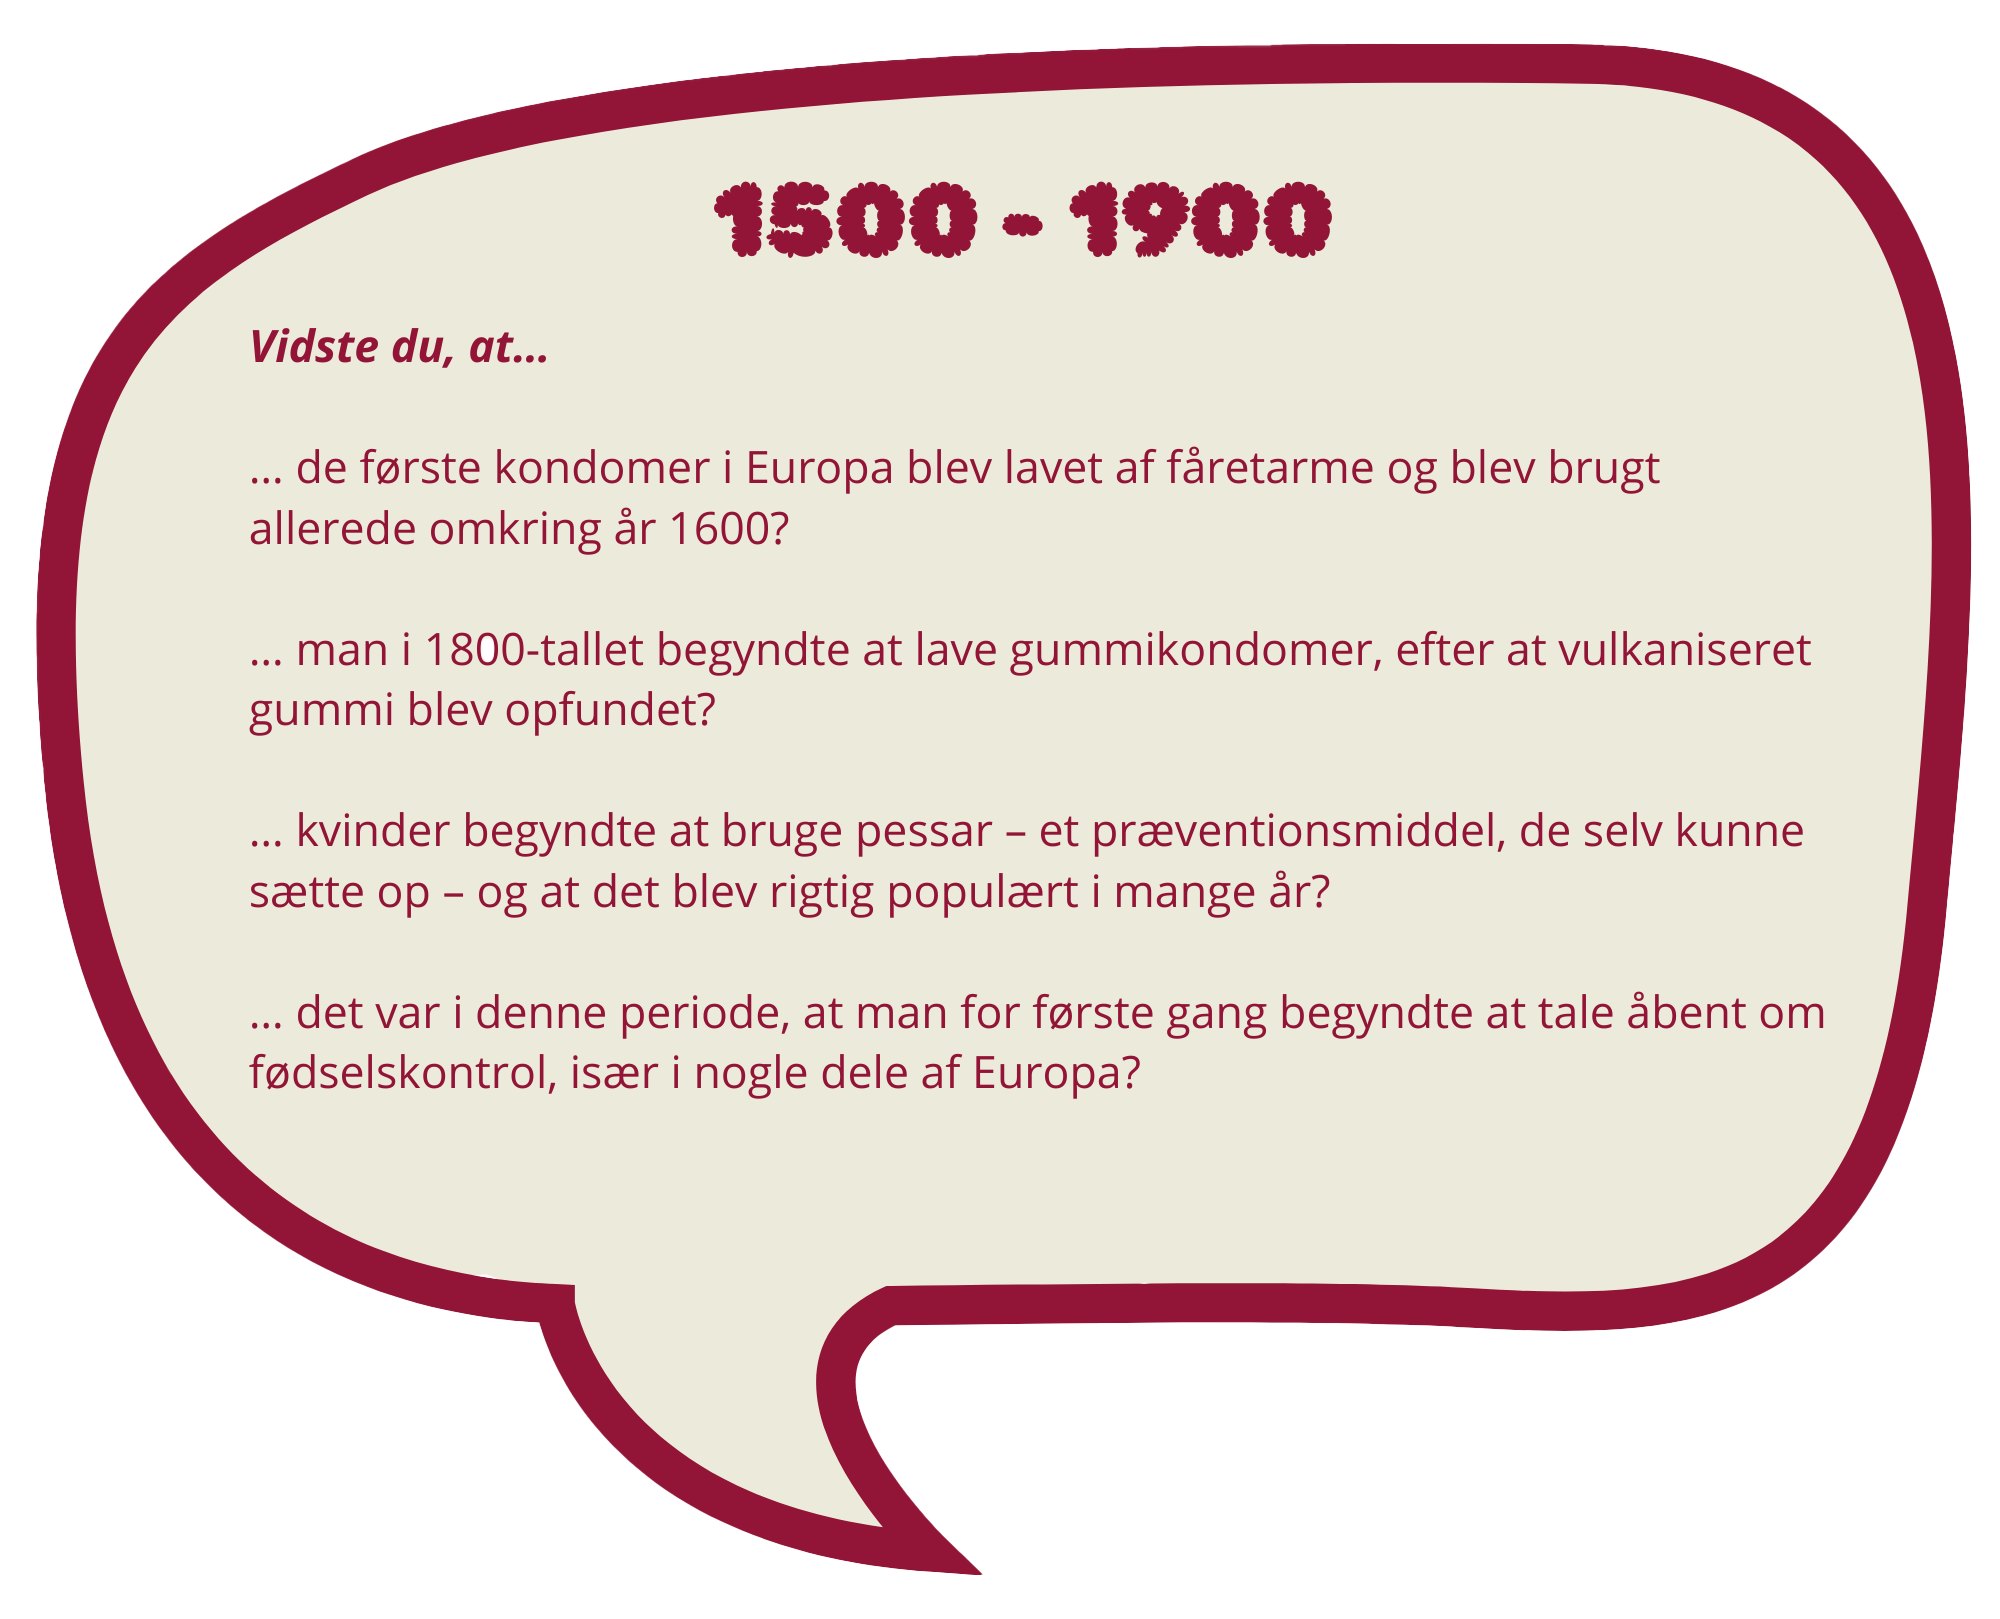 1500 - 1900
Vidste du, at...
... de første kondomer i Europa blev lavet af fåretarme og blev brugt
allerede omkring år 1600?
... man i 1800-tallet begyndte at lave gummikondomer, efter at vulkaniseret
gummi blev opfundet?
... kvinder begyndte at bruge pessar – et præventionsmiddel, de selv kunne
sætte op – og at det blev rigtig populært i mange år?
... det var i denne periode, at man for første gang begyndte at tale åbent om
fødselskontrol, især i nogle dele af Europa?